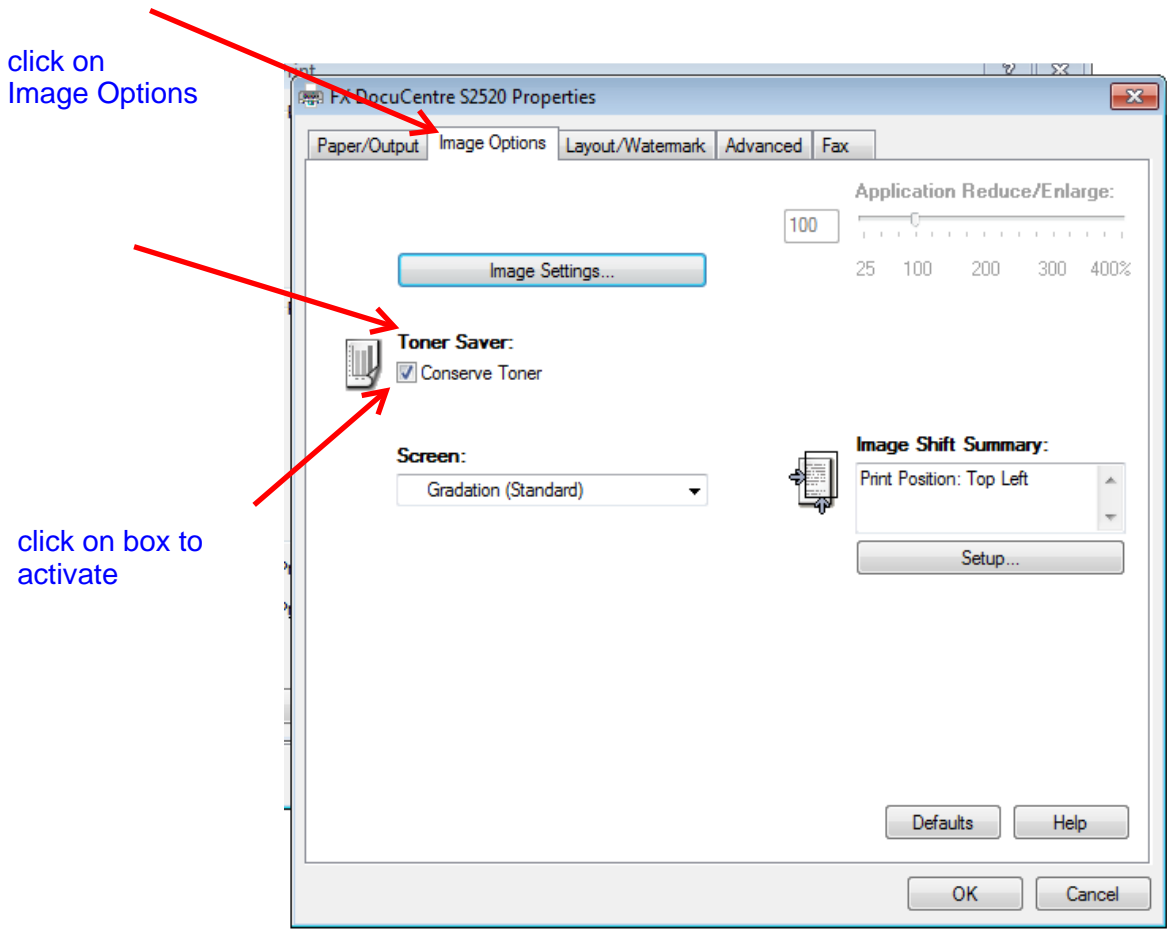 click on
Image Options
FX DocuCentre S2520 Properties
Paper/Output Image Options Layout/Watermark Advanced Fax
Application Reduce/Enlarge:
100
25 100 200 300 400%
Image Settings...
Toner Saver:
Conserve Toner
Screen:
Gradation (Standard)
Image Shift Summary:
Print Position: Top Left
Setup...
click on box to
activate
Defaults Help
OK Cancel